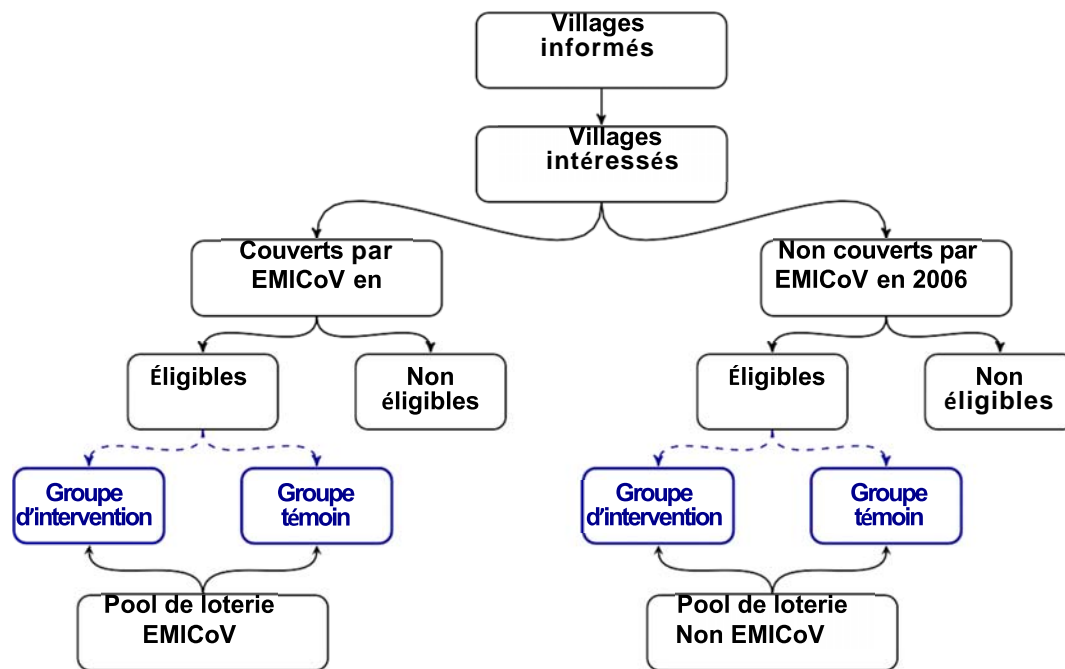 Villages
informés
Villages
intéressés
Couverts par
EMICoV en
Non couverts par
EMICoV en 2006
Éligibles
Non
éligibles
Éligibles
Non
éligibles
Groupe
d'intervention
Groupe
témoin
Groupe
d'intervention
Groupe
témoin
Pool de loterie
EMICoV
Pool de loterie
Non EMICoV